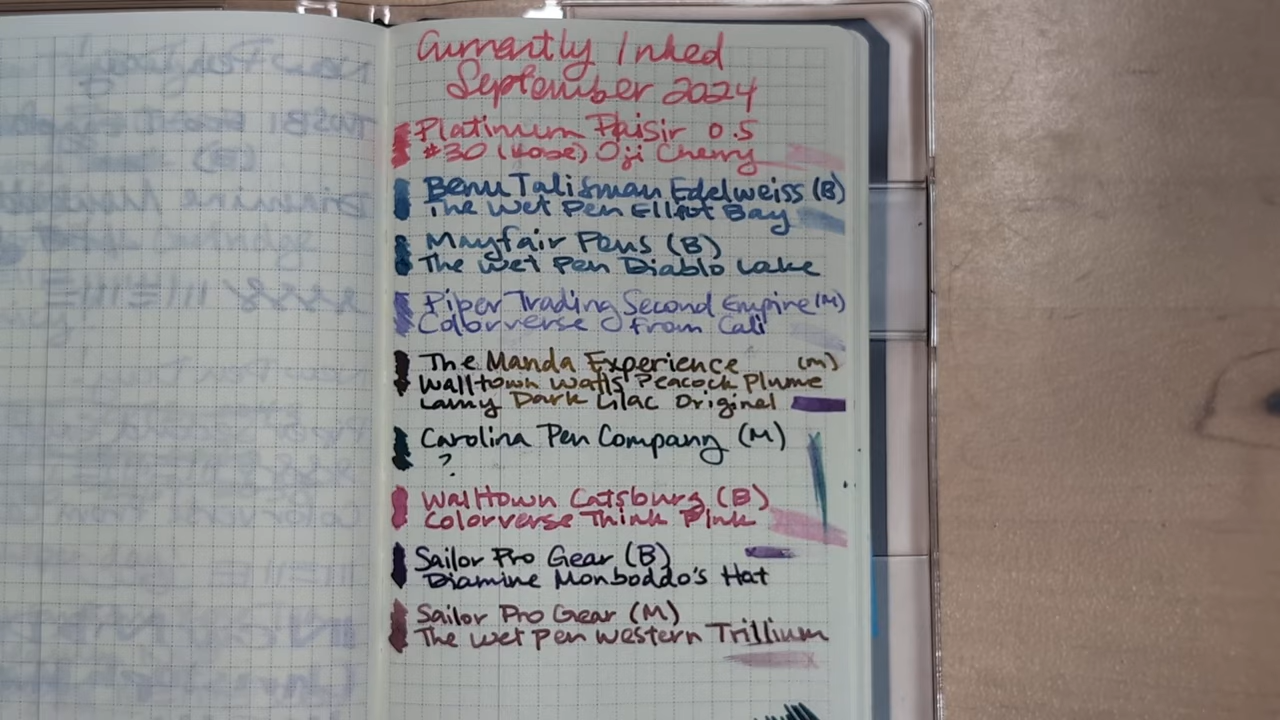 Currently Inked
September 2024
Platinum Plaisir 0.5
#30 (Kobe) Oji Cherry
Benu Talisman Edelweiss (B)
The Wet Pen Elliot Bay
Mayfair Pens (B)
The Wet Pen Diablo Lake
Piper Trading Second Empire (M)
Colorverse from Cali
The Manda Experience (M)
Walltown Walls Peacock Plume
Lamy Dark Lilac Original
Carolina Pen Company (M)
?
Walltown Catsburg (B)
Colorverse Think Pink
Sailor Pro Gear (B)
Diamine Monboddo's Hat
Sailor Pro Gear (M)
The Wet Pen Western Trillium